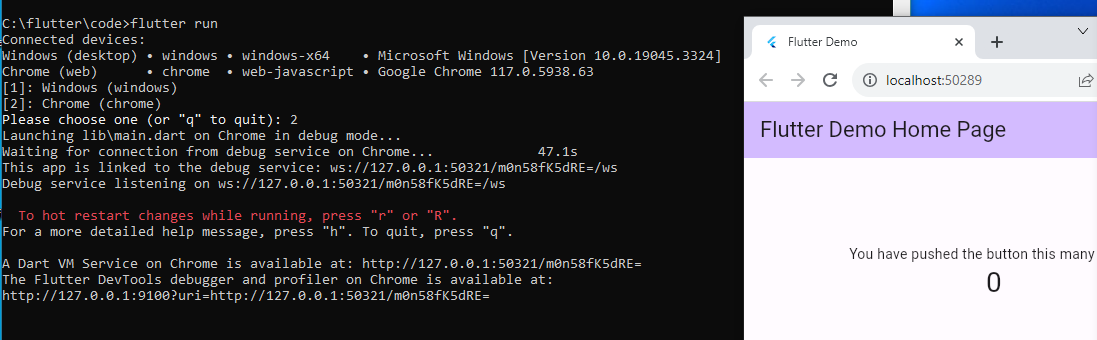 C:\flutter\code>flutter run
Connected devices:
Windows (desktop) • windows • windows-x64    • Microsoft Windows [Version 10.0.19045.3324]
Chrome (web)      • chrome  • web-javascript • Google Chrome 117.0.5938.63
[1]: Windows (windows)
[2]: Chrome (chrome)
Please choose one (or "q" to quit): 2
Launching lib\main.dart on Chrome in debug mode...
Waiting for connection from debug service on Chrome...             47.1s
This app is linked to the debug service: ws://127.0.0.1:50321/m0n58fK5dRE=/ws
Debug service listening on ws://127.0.0.1:50321/m0n58fK5dRE=/ws
To hot restart changes while running, press "r" or "R".
For a more detailed help message, press "h". To quit, press "q".
A Dart VM Service on Chrome is available at: http://127.0.0.1:50321/m0n58fK5dRE=
The Flutter DevTools debugger and profiler on Chrome is available at:
http://127.0.0.1:9100?uri=http://127.0.0.1:50321/m0n58fK5dRE=
Flutter Demo
localhost:50289
Flutter Demo Home Page
You have pushed the button this many
0